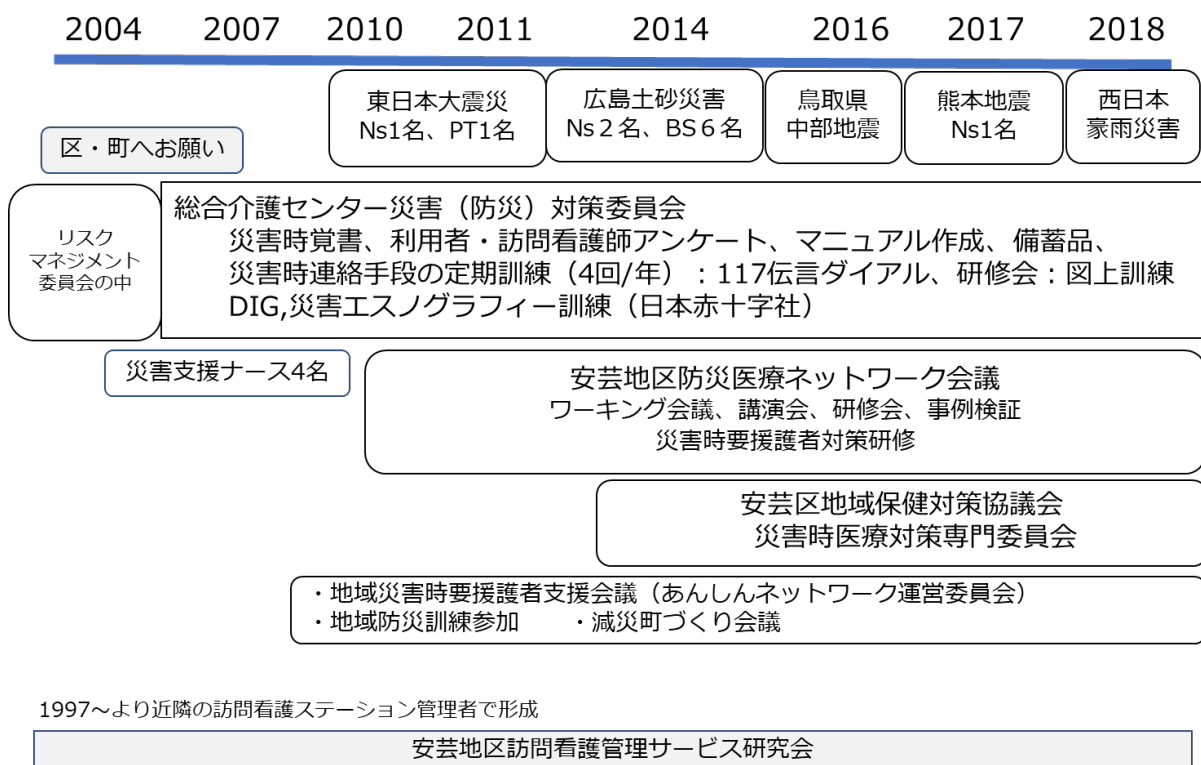 2004 2007 2010 2011 2014 2016 2017 2018
東日本大震災
Ns1名、PT1名
広島土砂災害
Ns２名、BS６名
鳥取県
中部地震
熊本地震
Ns1名
西日本
豪雨災害
区・町へお願い
リスク
マネジメント
委員会の中
総合介護センター災害（防災）対策委員会
災害時覚書、利用者・訪問看護師アンケート、マニュアル作成、備蓄品、
災害時連絡手段の定期訓練（4回/年）：117伝言ダイアル、研修会：図上訓練
DIG,災害エスノグラフィー訓練（日本赤十字社）
災害支援ナース4名
安芸地区防災医療ネットワーク会議
ワーキング会議、講演会、研修会、事例検証
災害時要援護者対策研修
安芸区地域保健対策協議会
災害時医療対策専門委員会
・地域災害時要援護者支援会議（あんしんネットワーク運営委員会）
・地域防災訓練参加　　・減災町づくり会議
1997～より近隣の訪問看護ステーション管理者で形成
安芸地区訪問看護管理サービス研究会